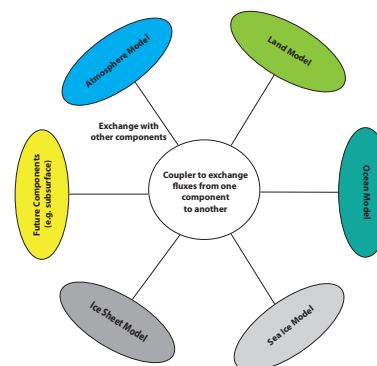 Atmosphere Model
Land Model
Exchange with
other components
Coupler to exchange
fluxes from one
component
to another
Future Components
(e.g. subsurface)
Ocean Model
Ice Sheet Model
Sea Ice Model